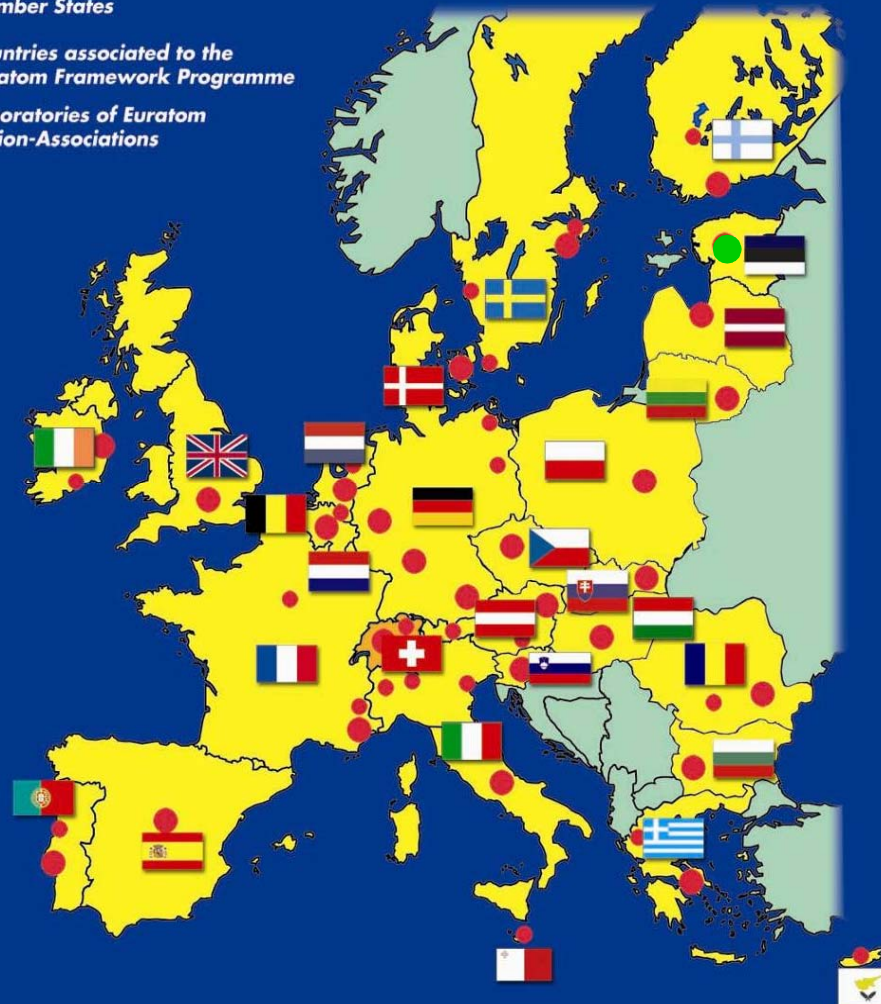 mber States
untries associated to the
atom Framework Programme
oratories of Euratom
ion-Associations